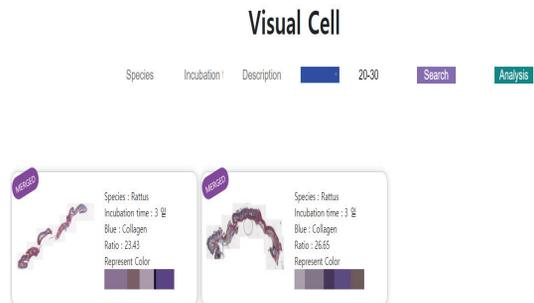 Visual Cell
Species Incubation Description 20-30 Search Analysis
MERGED
Species : Rattus
Incubation time : 3 일
Blue : Collagen
Ratio : 23.43
Represent Color
MERGED
Species : Rattus
Incubation time : 3 일
Blue : Collagen
Ratio : 26.65
Represent Color